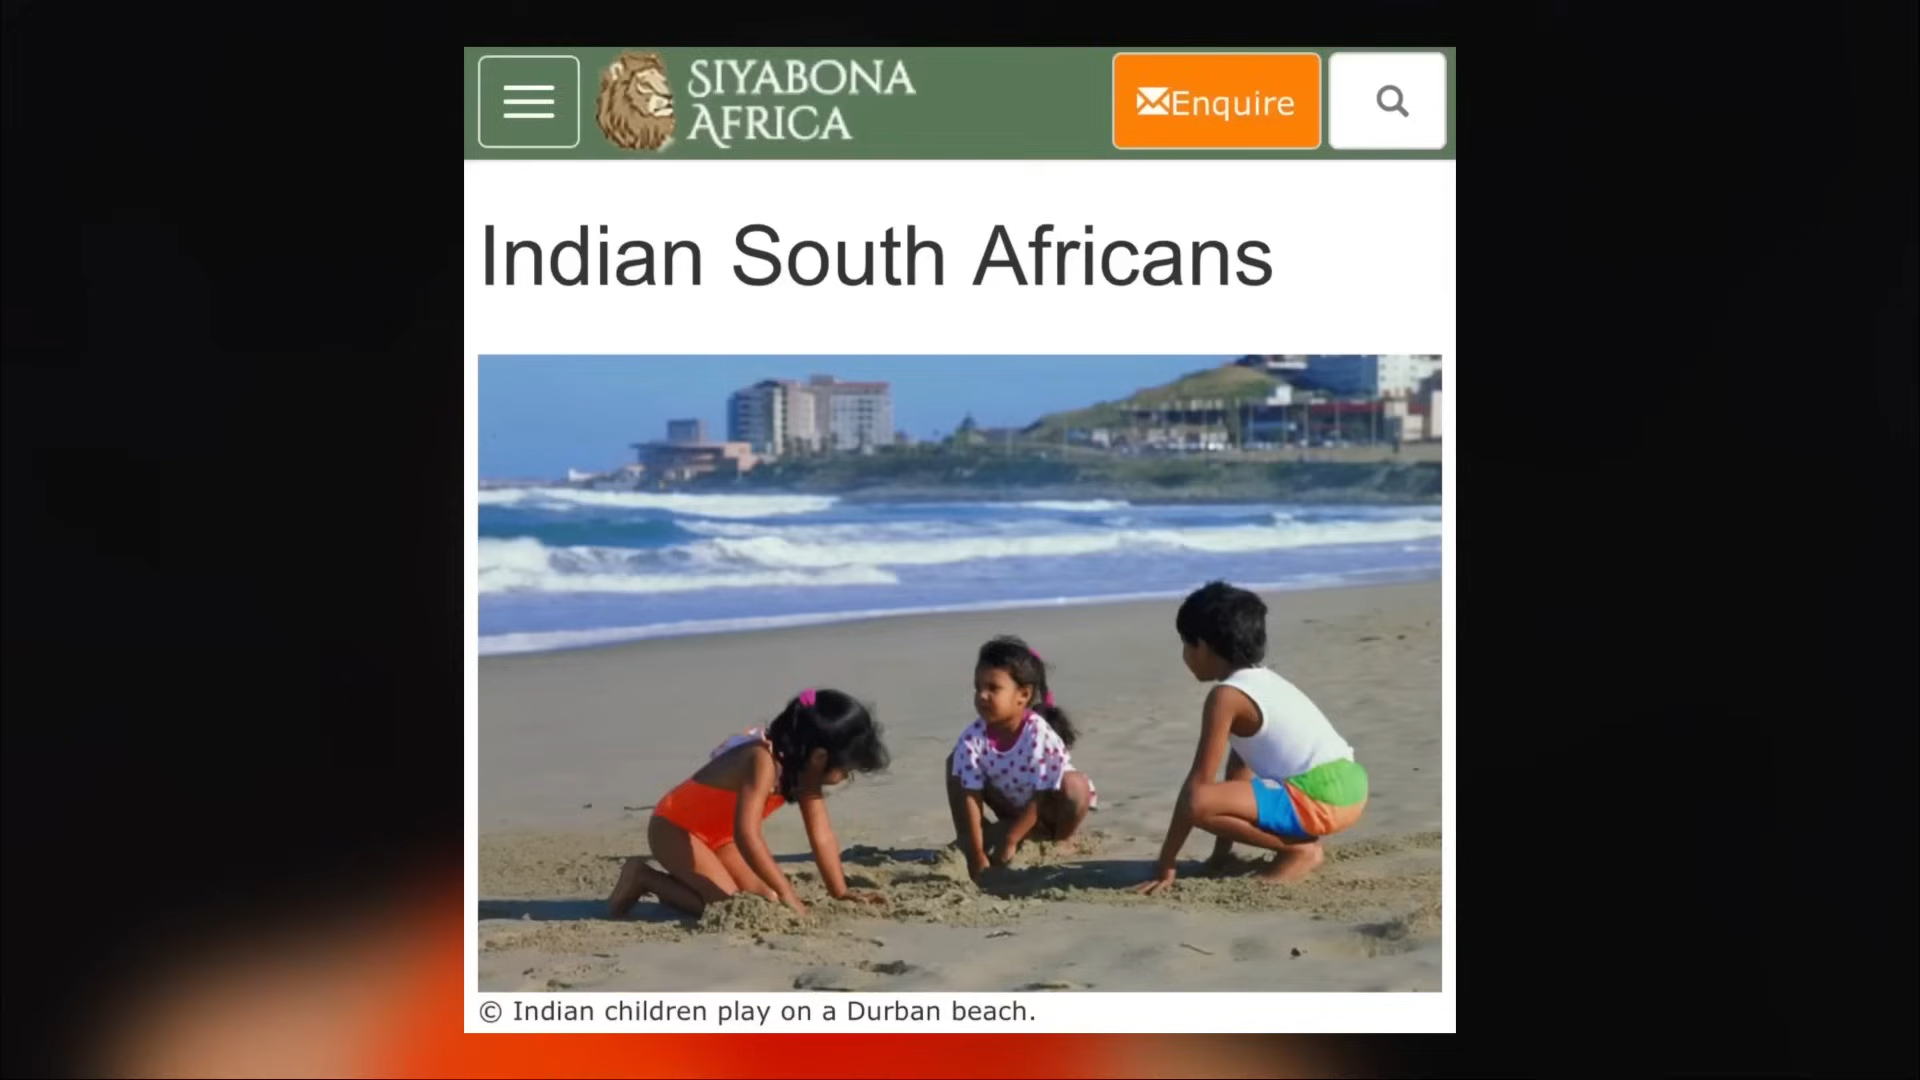 SIYABONA
AFRICA
Enquire
Indian South Africans
© Indian children play on a Durban beach.